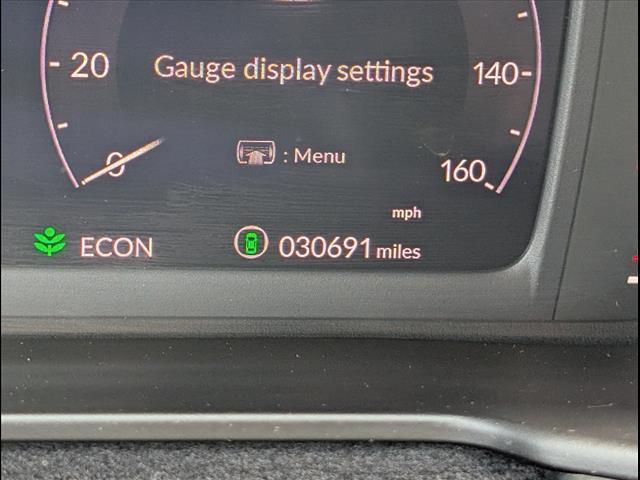 20 Gauge display settings 140
0 : Menu 160
mph
ECON 030691 miles